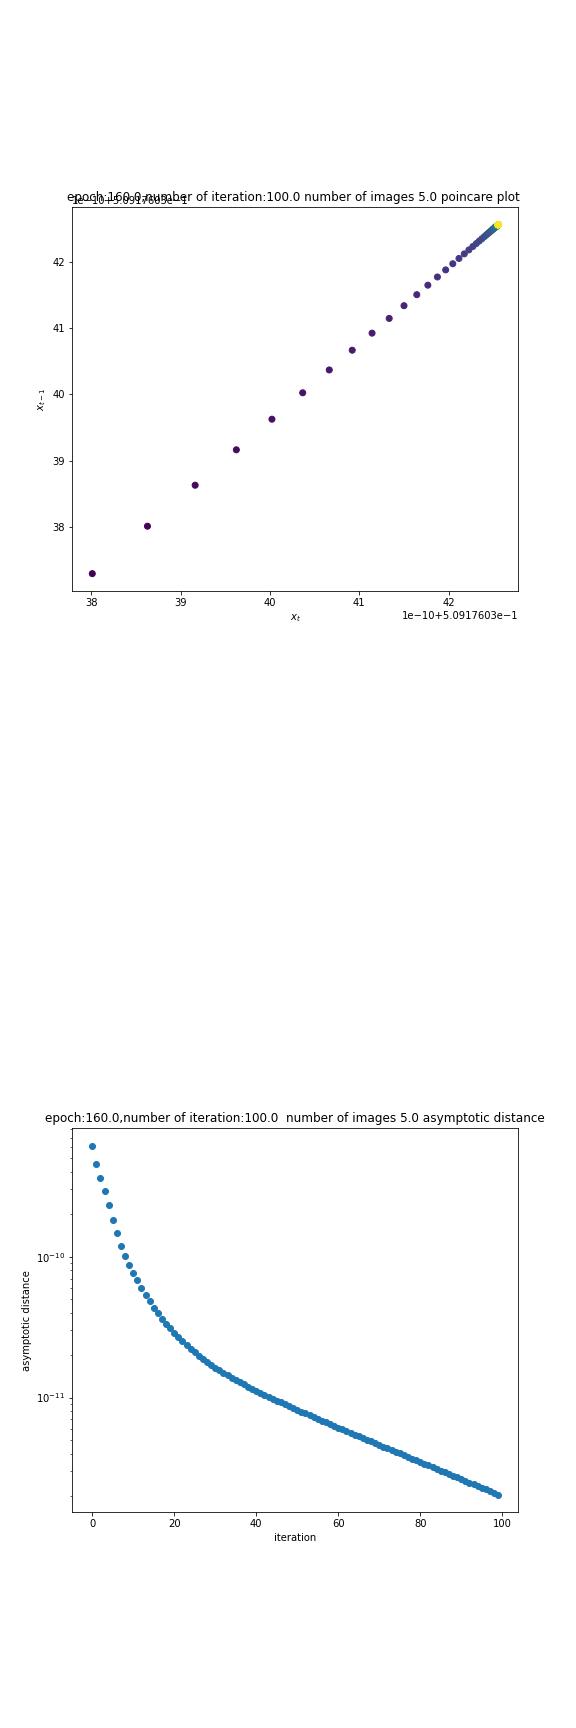 epoch:160.0,number of iteration:100.0 number of images 5.0 poincare plot
1e−10+5.0917603e−1
42
41
40
39
38
x_{t−1}
38 39 40 41 42
x_t
1e−10+5.0917603e−1
epoch:160.0,number of iteration:100.0  number of images 5.0 asymptotic distance
10^{−10}
10^{−11}
asymptotic distance
0 20 40 60 80 100
iteration